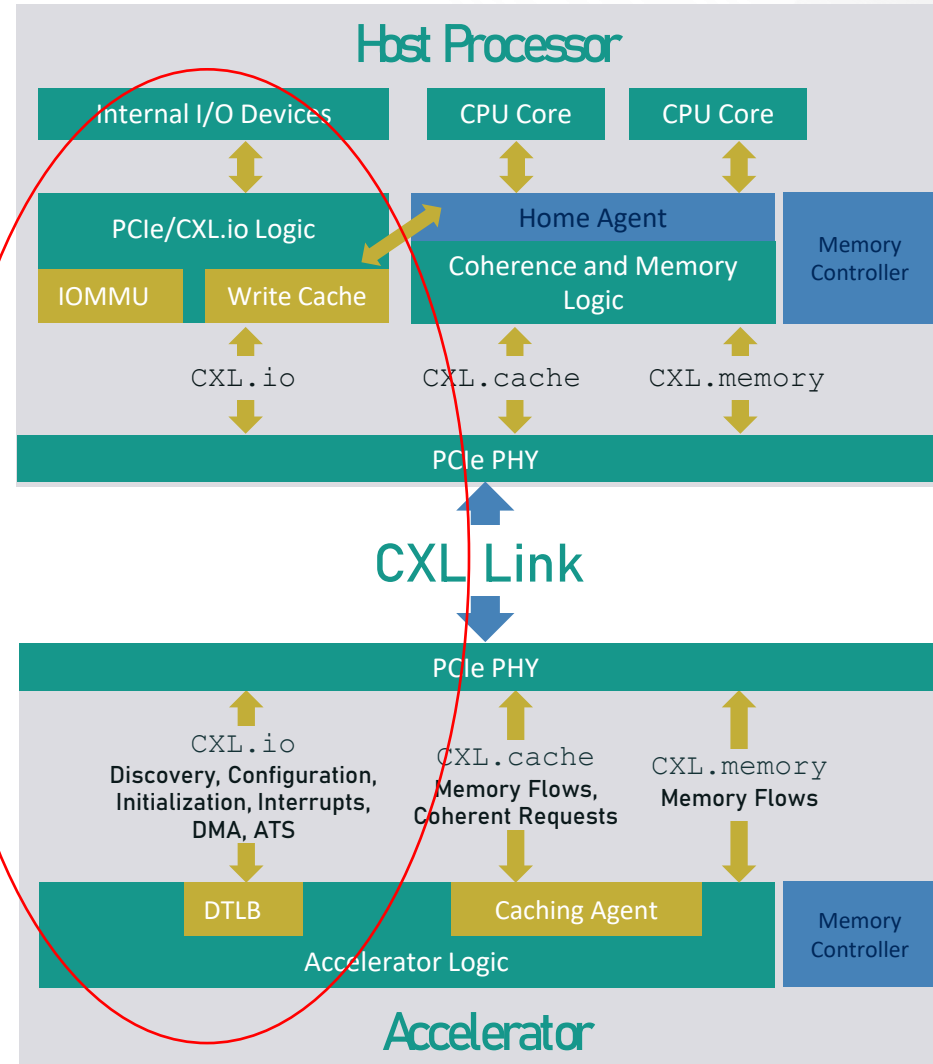 Host Processor
Internal I/O Devices
CPU Core
CPU Core
PCIe/CXL.io Logic
IOMMU
Write Cache
Home Agent
Coherence and Memory
Logic
Memory
Controller
CXL.io
CXL.cache
CXL.memory
PCIe PHY
CXL Link
PCIe PHY
CXL.io
Discovery, Configuration,
Initialization, Interrupts,
DMA, ATS
CXL.cache
Memory Flows,
Coherent Requests
CXL.memory
Memory Flows
DTLB
Caching Agent
Accelerator Logic
Memory
Controller
Accelerator